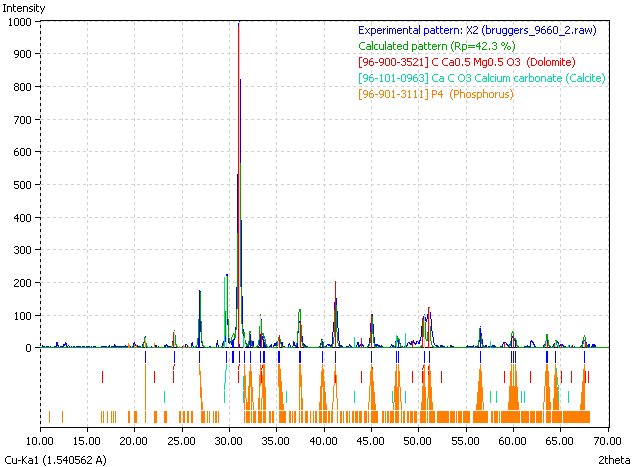 Intensity
Experimental pattern: X2 (bruggers_9660_2.raw)
Calculated pattern (Rp=42.3 %)
[96-900-3521] C Ca0.5 Mg0.5 O3 (Dolomite)
[96-101-0963] Ca C O3 Calcium carbonate (Calcite)
[96-901-3111] P4 (Phosphorus)
1000
900
800
700
600
500
400
300
200
100
0
10.00 15.00 20.00 25.00 30.00 35.00 40.00 45.00 50.00 55.00 60.00 65.00 70.00
Cu-Ka1 (1.540562 A) 2theta